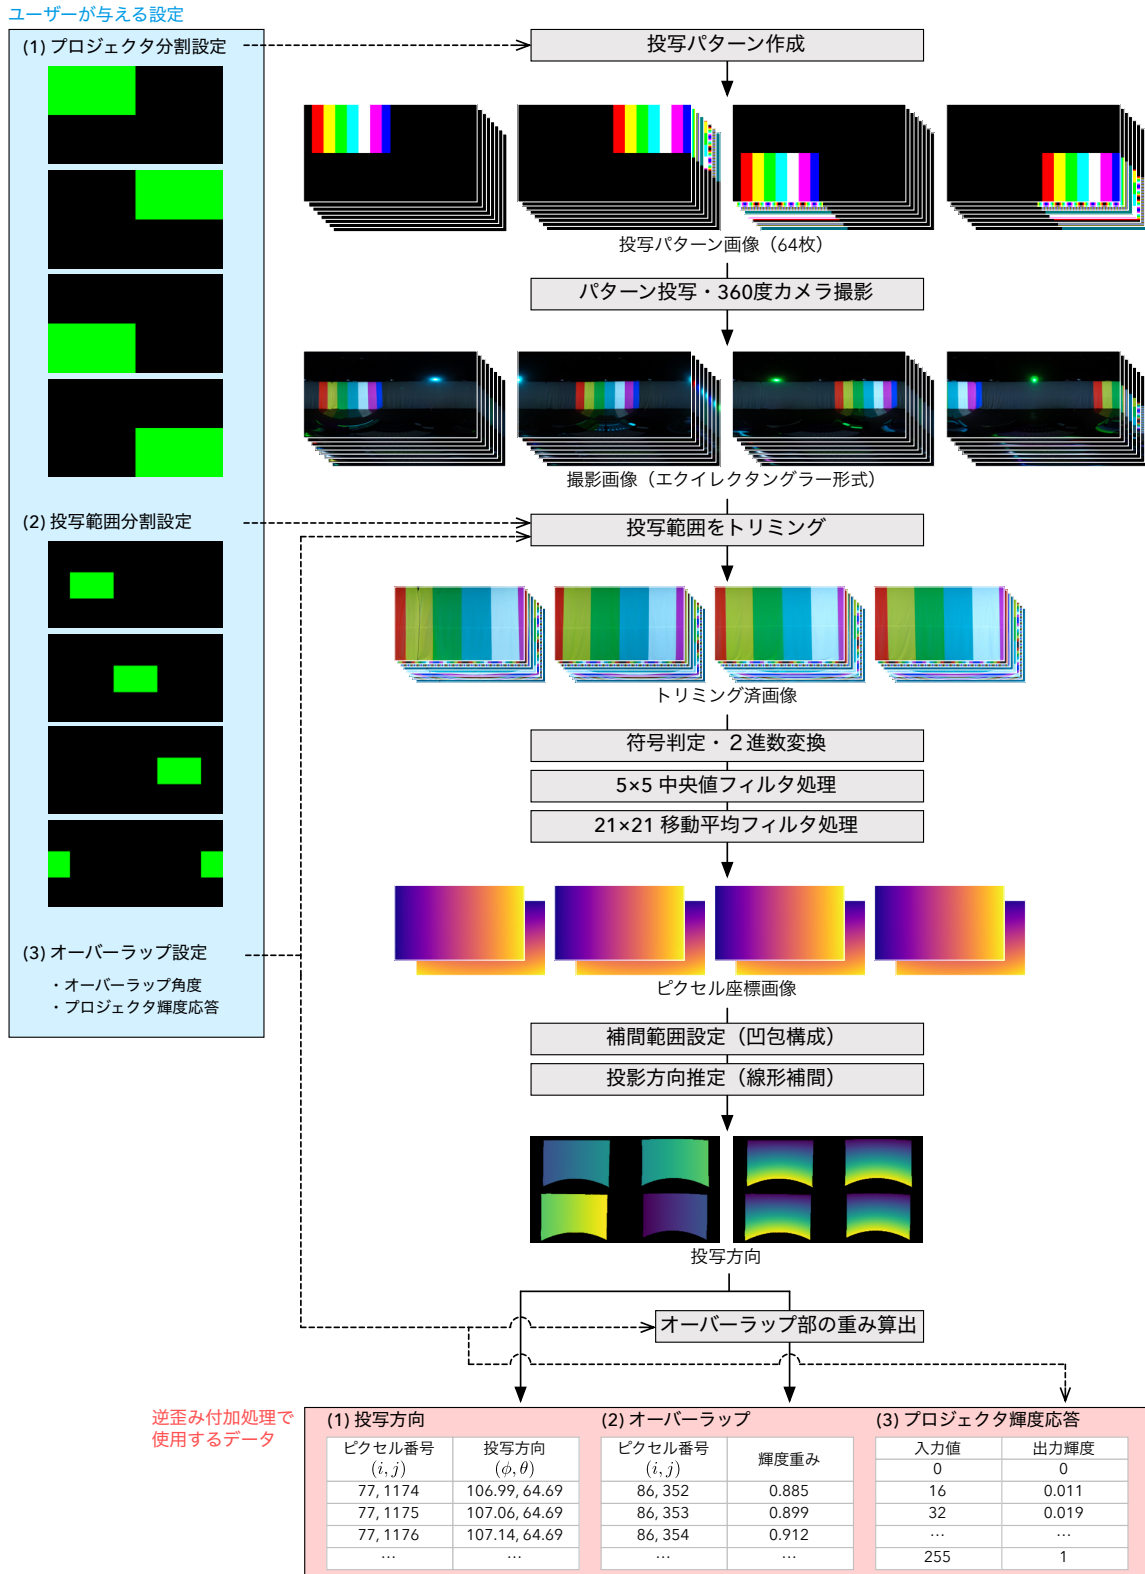 ユーザーが与える設定
(1) プロジェクタ分割設定
(2) 投写範囲分割設定
(3) オーバーラップ設定
・オーバーラップ角度
・プロジェクタ輝度応答
投写パターン作成
投写パターン画像（64枚）
パターン投写・360度カメラ撮影
撮影画像（エクイレクタングラー形式）
投写範囲をトリミング
トリミング済画像
符号判定・２進数変換
5×5 中央値フィルタ処理
21×21 移動平均フィルタ処理
ピクセル座標画像
補間範囲設定（凹包構成）
投影方向推定（線形補間）
投写方向
オーバーラップ部の重み算出
逆歪み付加処理で
使用するデータ
(1) 投写方向
ピクセル番号 投写方向
(i, j) (ϕ, θ)
77, 1174 106.99, 64.69
77, 1175 107.06, 64.69
77, 1176 107.14, 64.69
… …
(2) オーバーラップ
ピクセル番号 輝度重み
(i, j)
86, 352 0.885
86, 353 0.899
86, 354 0.912
… …
(3) プロジェクタ輝度応答
入力値 出力輝度
0 0
16 0.011
32 0.019
… …
255 1